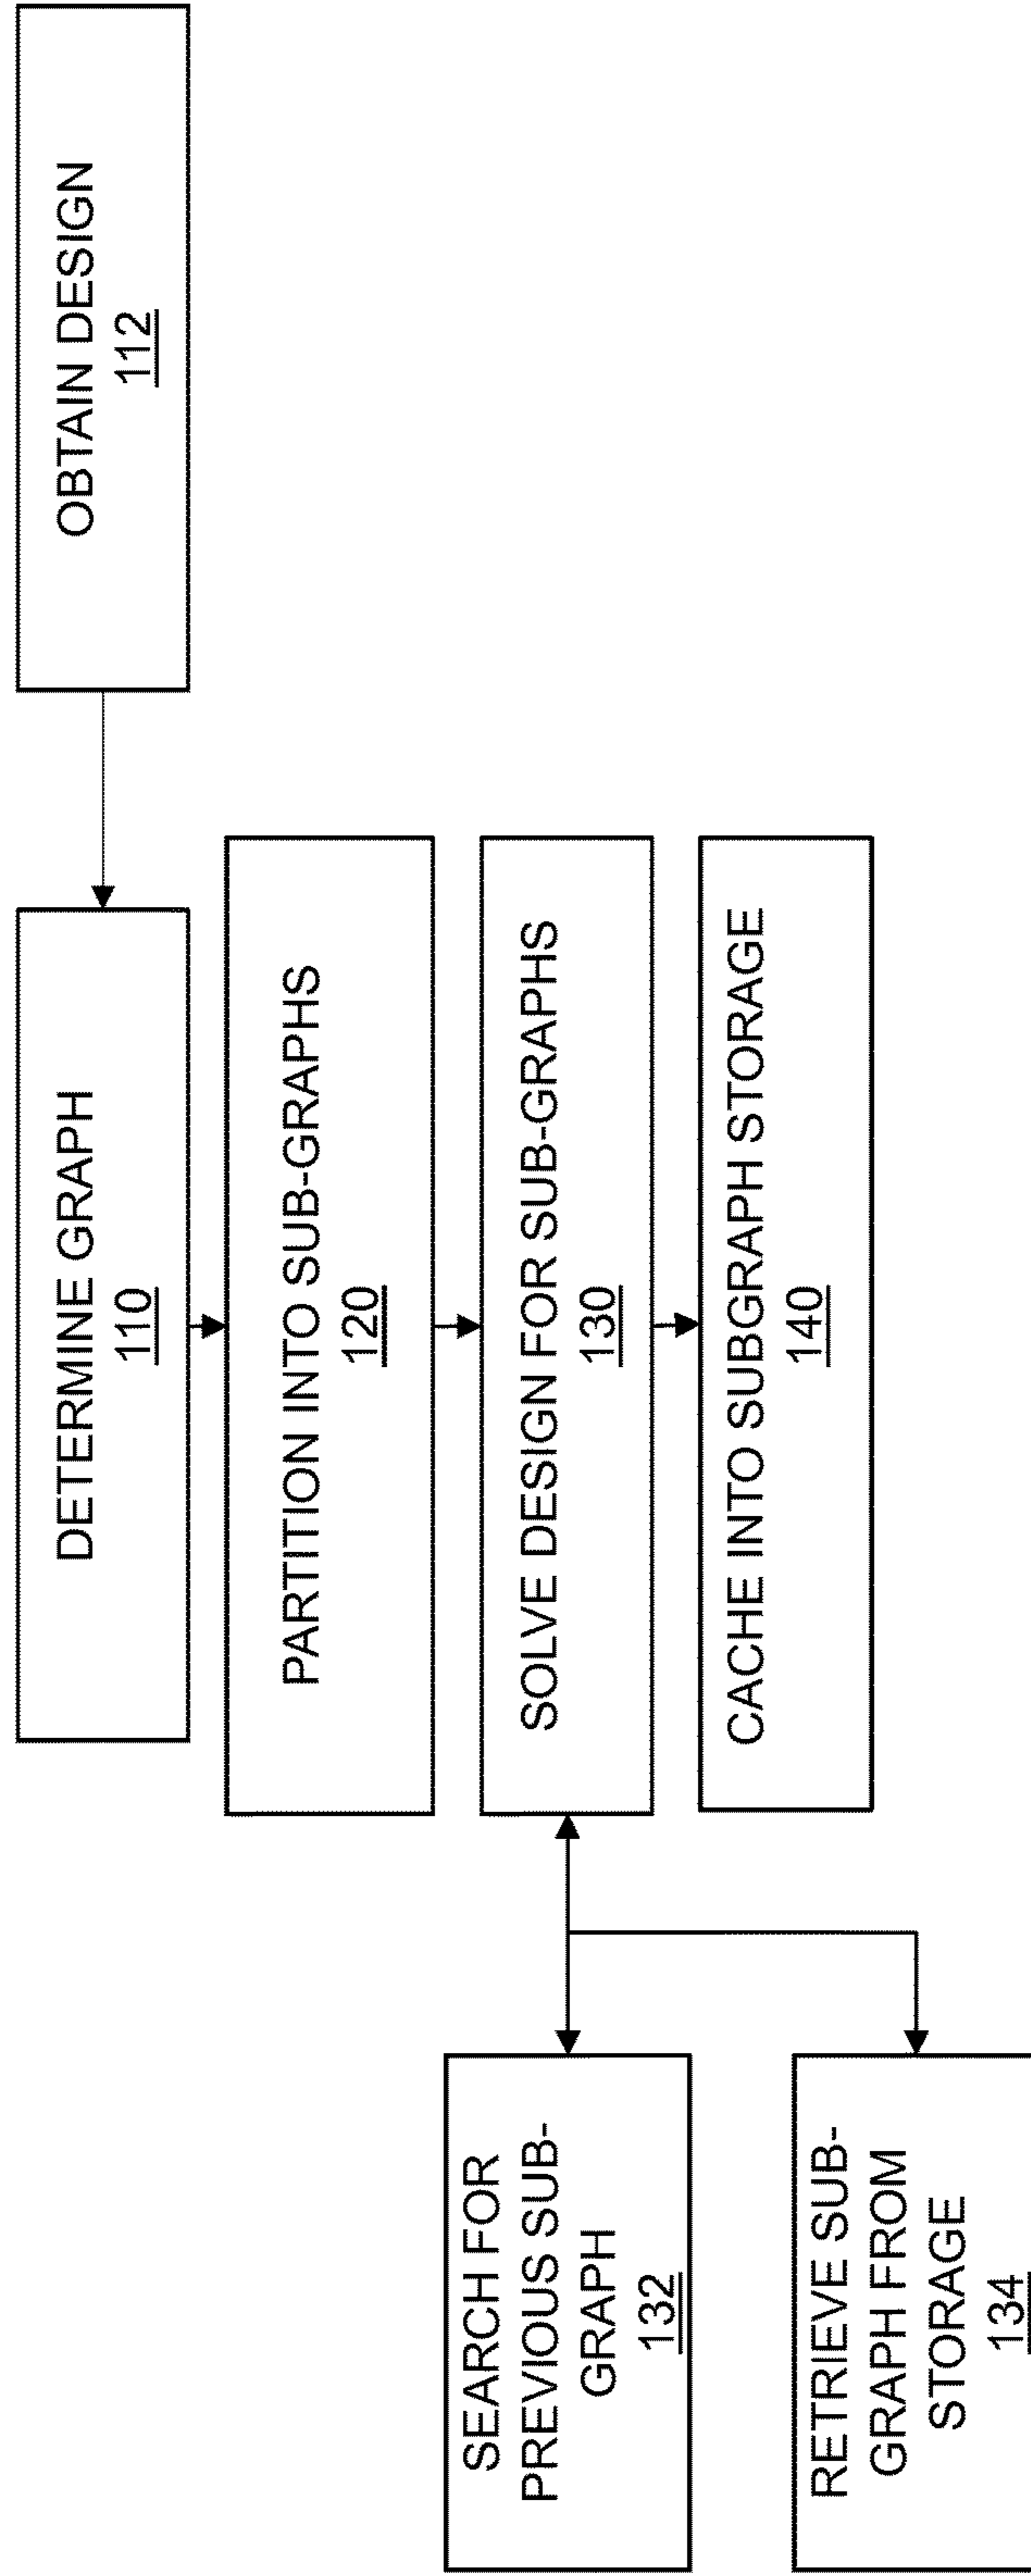 OBTAIN DESIGN
112
DETERMINE GRAPH
110
PARTITION INTO SUB-GRAPHS
120
SOLVE DESIGN FOR SUB-GRAPHS
130
CACHE INTO SUBGRAPH STORAGE
140
SEARCH FOR
PREVIOUS SUB-
GRAPH
132
RETRIEVE SUB-
GRAPH FROM
STORAGE
134